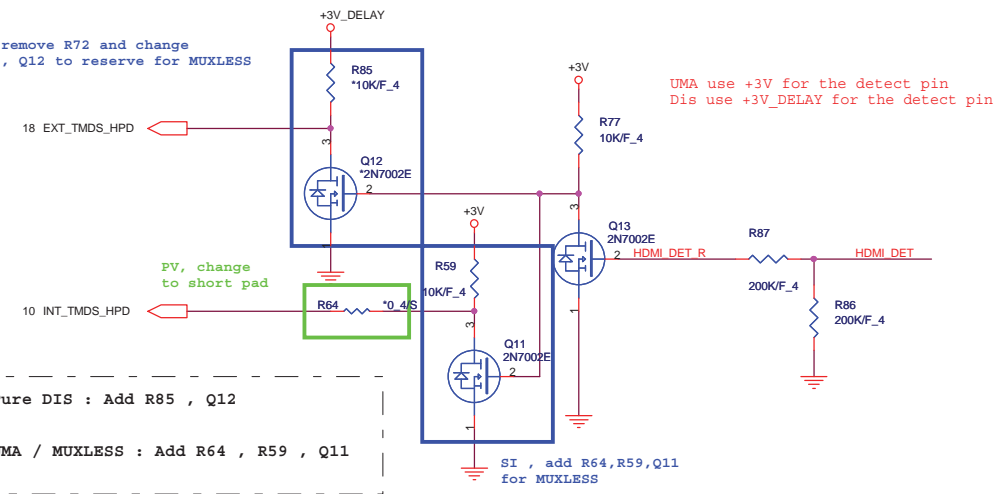 +3V_DELAY
remove R72 and change
, Q12 to reserve for MUXLESS
R85
*10K/F_4
+3V
UMA use +3V for the detect pin
Dis use +3V_DELAY for the detect pin
R77
10K/F_4
18 EXT_TMDS_HPD
3
Q12
*2N7002E
2
1
+3V
3
Q13
2N7002E
2
HDMI_DET_R
R87
200K/F_4
HDMI_DET
PV, change
to short pad
R59
10K/F_4
R64
*0_4/S
10 INT_TMDS_HPD
1
R86
200K/F_4
3
Q11
2N7002E
2
1
ure DIS : Add R85 , Q12
MA / MUXLESS : Add R64 , R59 , Q11
SI , add R64,R59,Q11
for MUXLESS